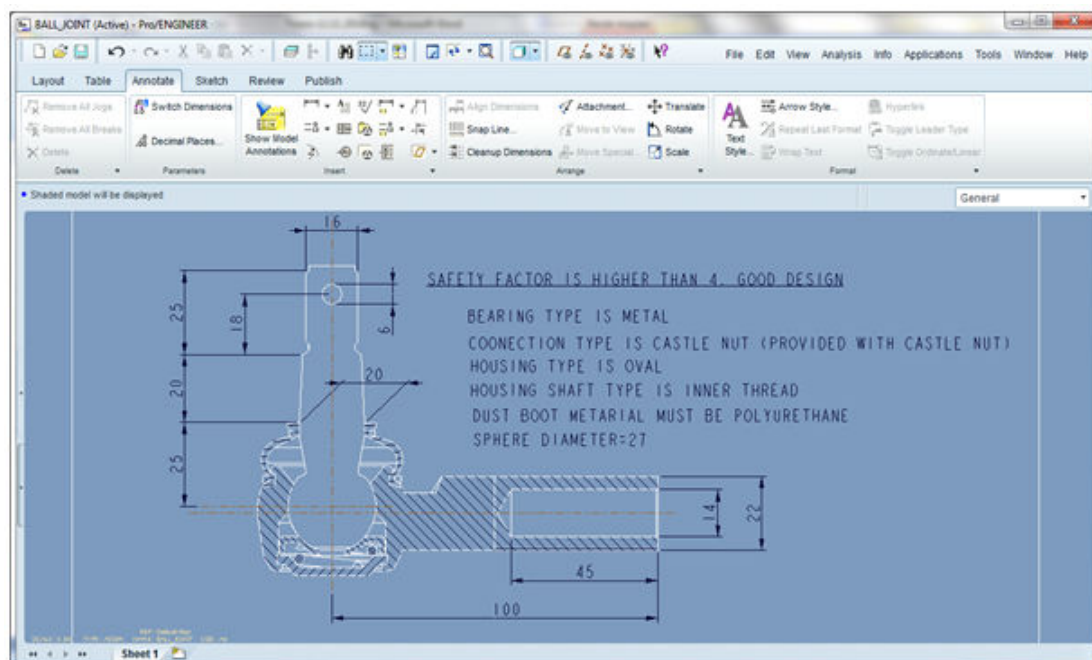 BALL_JOINT (Active) - Pro/ENGINEER
File Edit View Analysis Info Applications Tools Window Help
Layout Table Annotate Sketch Review Publish
Remove All Jogs
Remove All Breaks
Delete
Delete
Switch Dimensions
Decimal Places...
Parameters
Show Model
Annotations
Insert
Align Dimensions
Snap Line...
Cleanup Dimensions
Attachment...
Move to View
Move Special...
Translate
Rotate
Scale
Arrange
Text
Style...
Arrow Style...
Repeat Last Format
Wrap Text
Hyperlink
Toggle Leader Type
Toggle Ordinate/Linear
Format
Shaded model will be displayed
General
16
SAFETY FACTOR IS HIGHER THAN 4. GOOD DESIGN
25
18
6
BEARING TYPE IS METAL
COONECTION TYPE IS CASTLE NUT (PROVIDED WITH CASTLE NUT)
HOUSING TYPE IS OVAL
20
20
HOUSING SHAFT TYPE IS INNER THREAD
DUST BOOT METARIAL MUST BE POLYURETHANE
SPHERE DIAMETER=27
25
14
22
45
100
Sheet 1